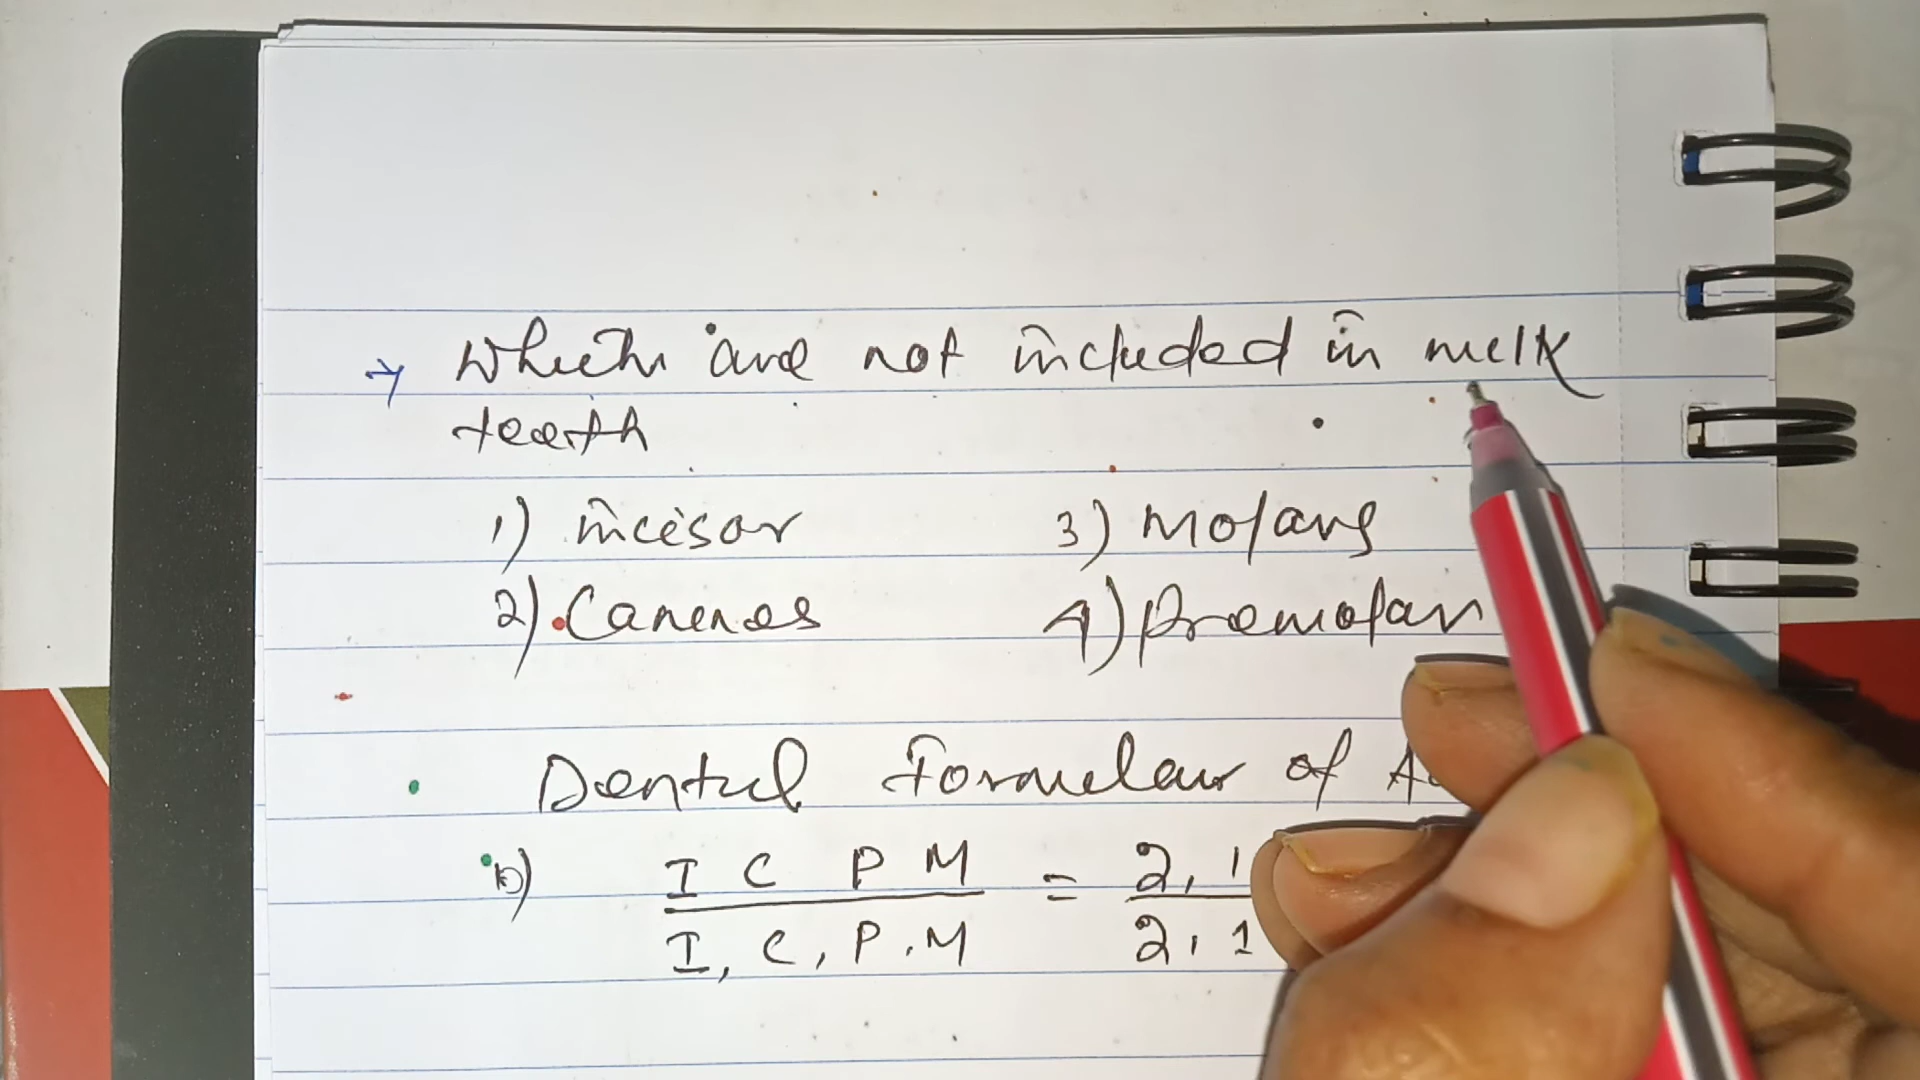 → Which are not included in milk
teeth
1) incisor 3) Molars
2) Canines 4) Premolar
Dental Formular of
b) I C P M = 2, 1
I, C, P, M 2, 1